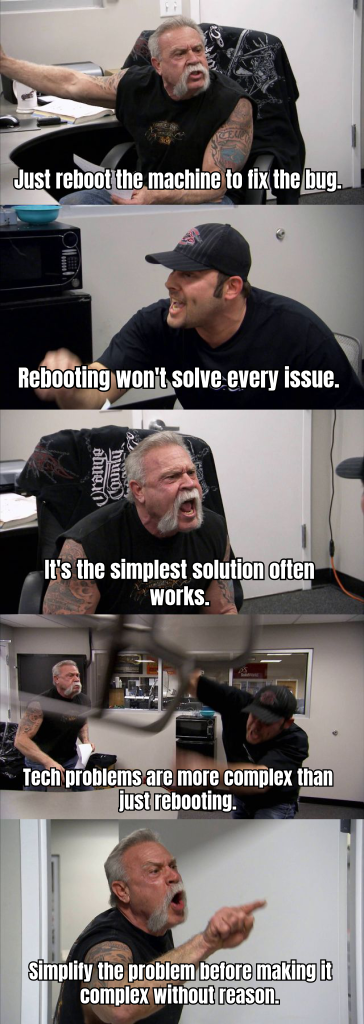 Just reboot the machine to fix the bug.
Rebooting won't solve every issue.
Orange
County
It's the simplest solution often
works.
Tech problems are more complex than
just rebooting.
Simplify the problem before making it
complex without reason.